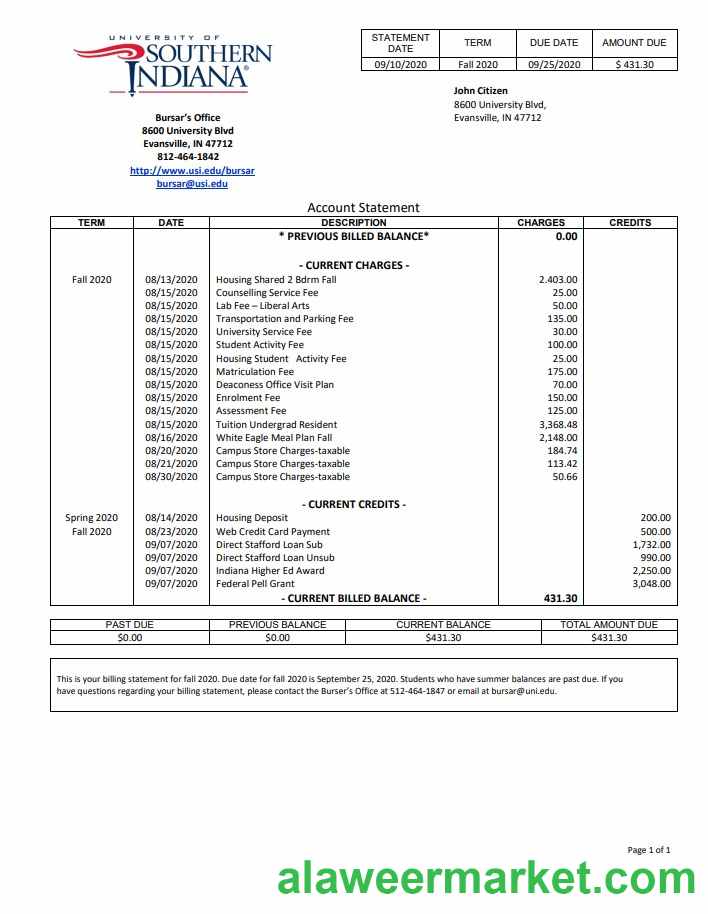 UNIVERSITY OF
SOUTHERN
INDIANA®
STATEMENT DATE TERM DUE DATE AMOUNT DUE
09/10/2020 Fall 2020 09/25/2020 $ 431.30
John Citizen
8600 University Blvd,
Evansville, IN 47712
Bursar's Office
8600 University Blvd
Evansville, IN 47712
812-464-1842
http://www.usi.edu/bursar
bursar@usi.edu
Account Statement
TERM DATE DESCRIPTION CHARGES CREDITS
* PREVIOUS BILLED BALANCE* 0.00
- CURRENT CHARGES -
Fall 2020 08/13/2020 Housing Shared 2 Bdrm Fall 2.403.00
08/15/2020 Counselling Service Fee 25.00
08/15/2020 Lab Fee – Liberal Arts 50.00
08/15/2020 Transportation and Parking Fee 135.00
08/15/2020 University Service Fee 30.00
08/15/2020 Student Activity Fee 100.00
08/15/2020 Housing Student Activity Fee 25.00
08/15/2020 Matriculation Fee 175.00
08/15/2020 Deaconess Office Visit Plan 70.00
08/15/2020 Enrolment Fee 150.00
08/15/2020 Assessment Fee 125.00
08/15/2020 Tuition Undergrad Resident 3,368.48
08/16/2020 White Eagle Meal Plan Fall 2,148.00
08/20/2020 Campus Store Charges-taxable 184.74
08/21/2020 Campus Store Charges-taxable 113.42
08/30/2020 Campus Store Charges-taxable 50.66
- CURRENT CREDITS -
Spring 2020 08/14/2020 Housing Deposit 200.00
Fall 2020 08/23/2020 Web Credit Card Payment 500.00
09/07/2020 Direct Stafford Loan Sub 1,732.00
09/07/2020 Direct Stafford Loan Unsub 990.00
09/07/2020 Indiana Higher Ed Award 2,250.00
09/07/2020 Federal Pell Grant 3,048.00
- CURRENT BILLED BALANCE - 431.30
PAST DUE PREVIOUS BALANCE CURRENT BALANCE TOTAL AMOUNT DUE
$0.00 $0.00 $431.30 $431.30
This is your billing statement for fall 2020. Due date for fall 2020 is September 25, 2020. Students who have summer balances are past due. If you
have questions regarding your billing statement, please contact the Burser's Office at 512-464-1847 or email at bursar@uni.edu.
Page 1 of 1
alaweermarket.com